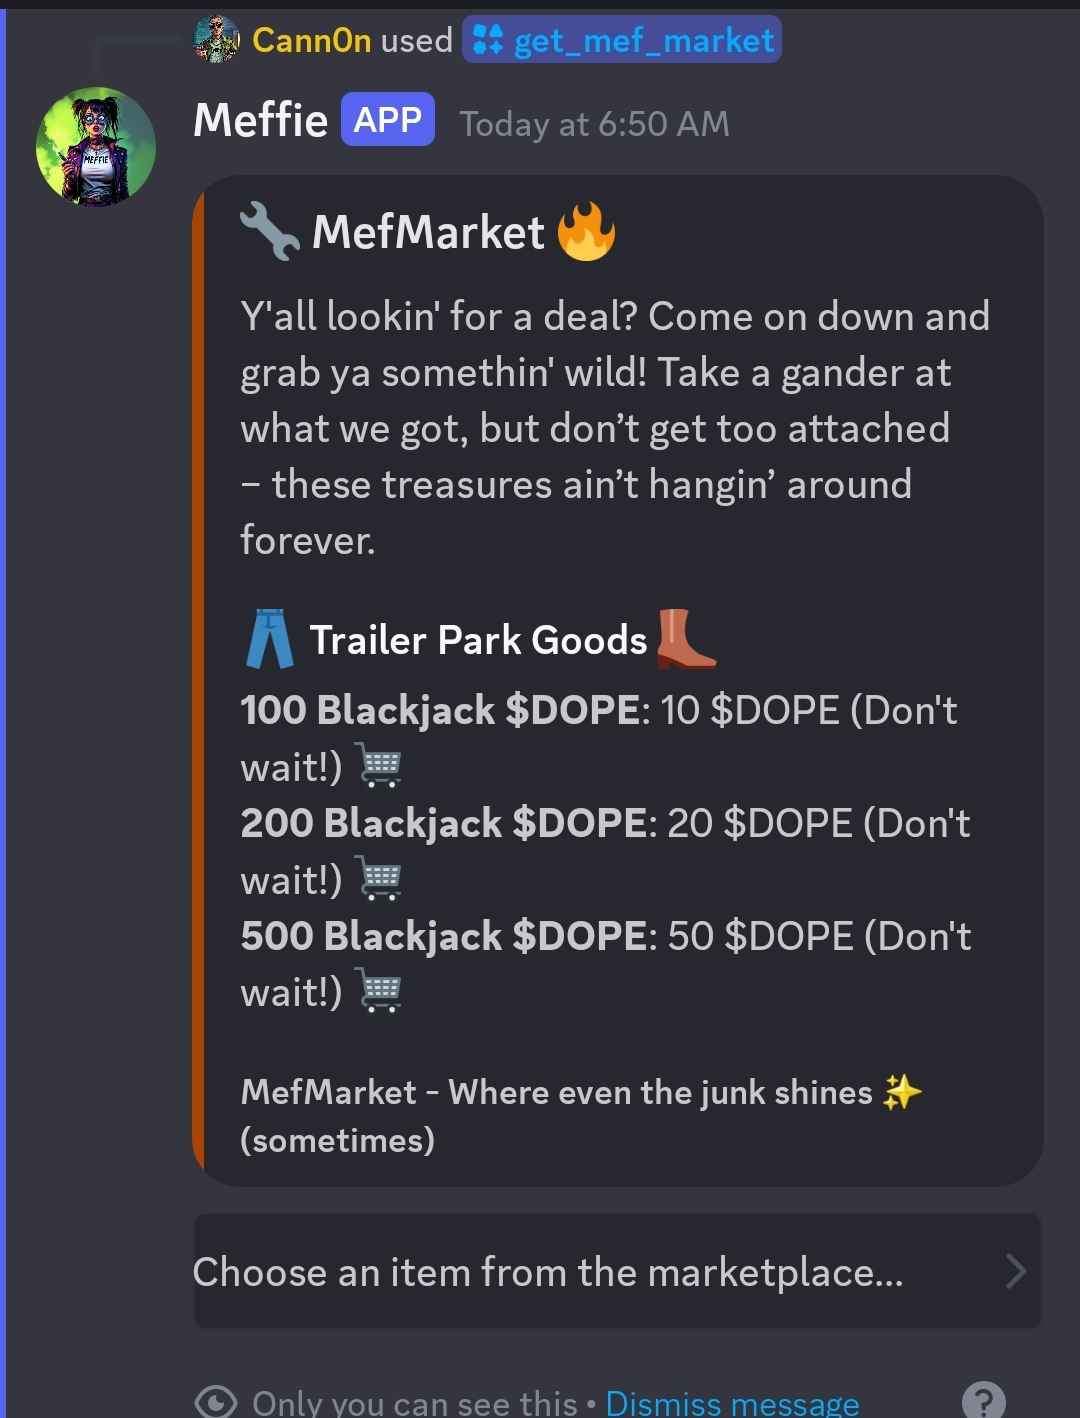 Cann0n used get_mef_market
Meffie APP Today at 6:50 AM
MEFFIE
🔧 MefMarket 🔥
Y'all lookin' for a deal? Come on down and
grab ya somethin' wild! Take a gander at
what we got, but don’t get too attached
– these treasures ain’t hangin’ around
forever.
👖 Trailer Park Goods 👢
100 Blackjack $DOPE: 10 $DOPE (Don't
wait!) 🛒
200 Blackjack $DOPE: 20 $DOPE (Don't
wait!) 🛒
500 Blackjack $DOPE: 50 $DOPE (Don't
wait!) 🛒
MefMarket - Where even the junk shines ✨
(sometimes)
Choose an item from the marketplace...
Only you can see this • Dismiss message